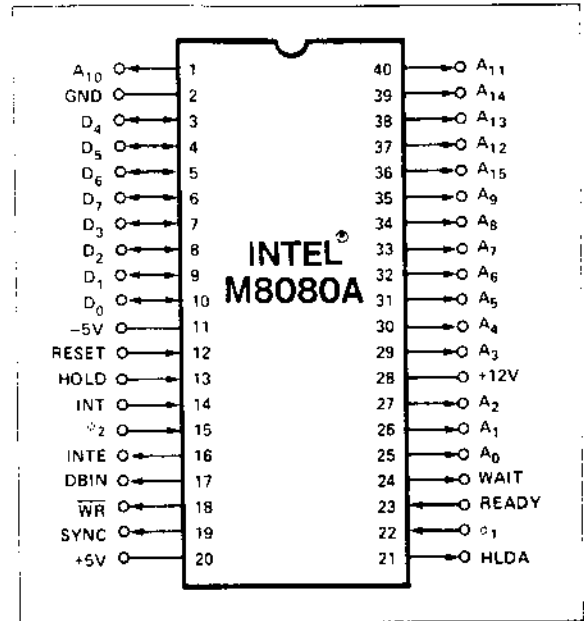 A10 1 40 A11
GND 2 39 A14
D4 3 38 A13
D5 4 37 A12
D6 5 36 A15
D7 6 35 A9
D3 7 34 A8
D2 8 33 A7
D1 9 32 A6
D0 10 31 A5
INTEL®
M8080A
-5V 11 30 A4
RESET 12 29 A3
HOLD 13 28 +12V
INT 14 27 A2
φ2 15 26 A1
INTE 16 25 A0
DBIN 17 24 WAIT
W̅R̅ 18 23 READY
SYNC 19 22 φ1
+5V 20 21 HLDA